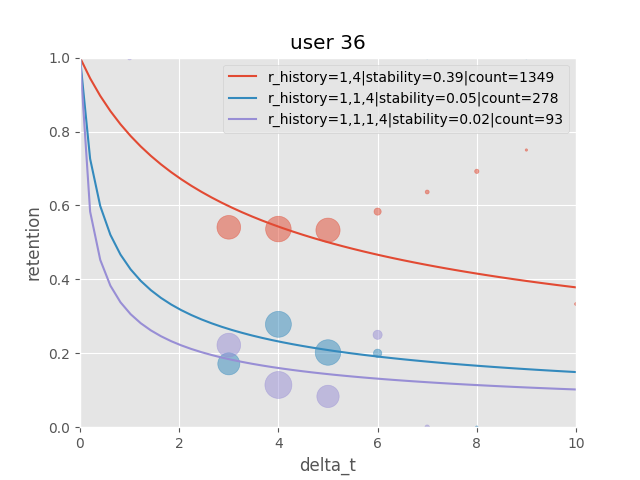 user 36
r_history=1,4|stability=0.39|count=1349
r_history=1,1,4|stability=0.05|count=278
r_history=1,1,1,4|stability=0.02|count=93
retention
1.0
0.8
0.6
0.4
0.2
0.0
0 2 4 6 8 10
delta_t